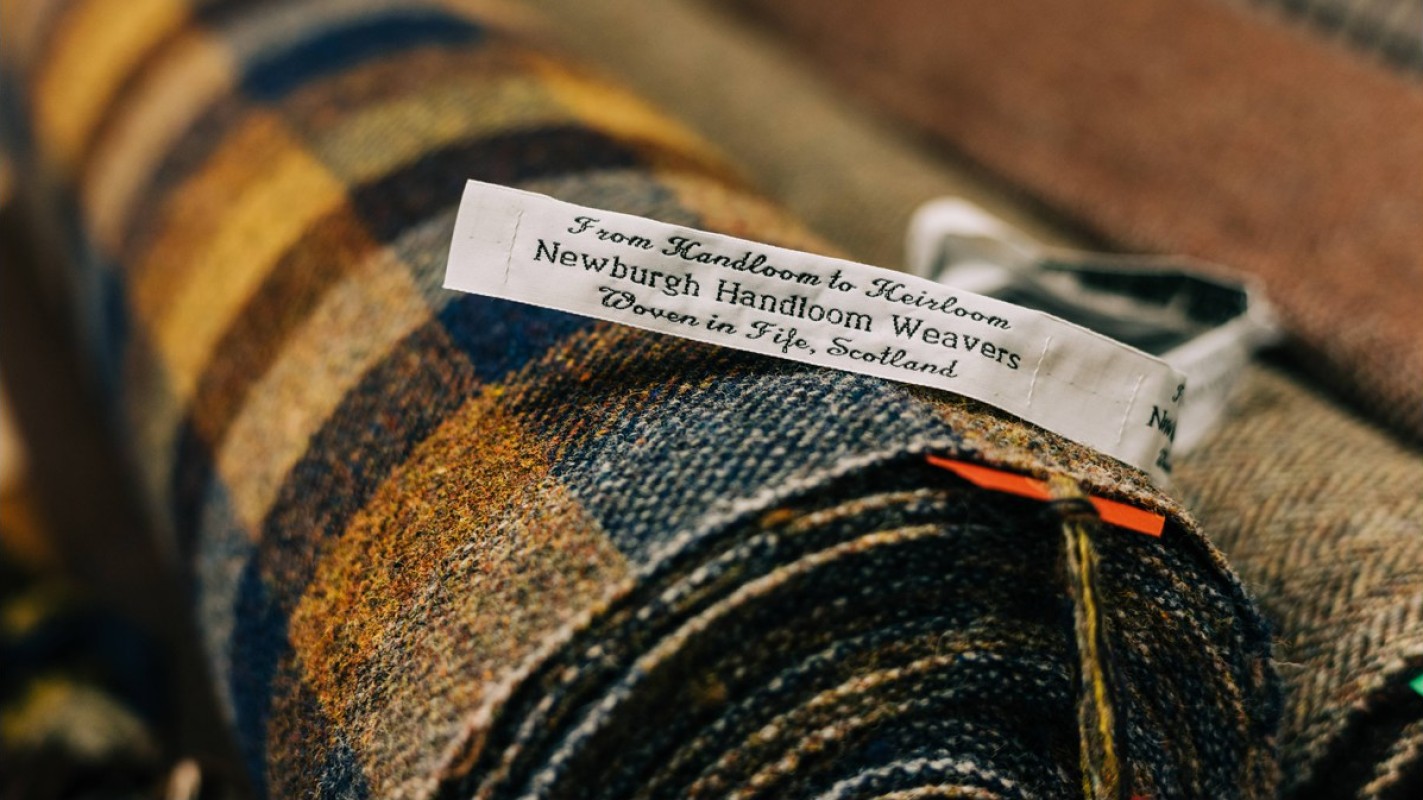 From Handloom to Heirloom
Newburgh Handloom Weavers
Woven in Fife, Scotland